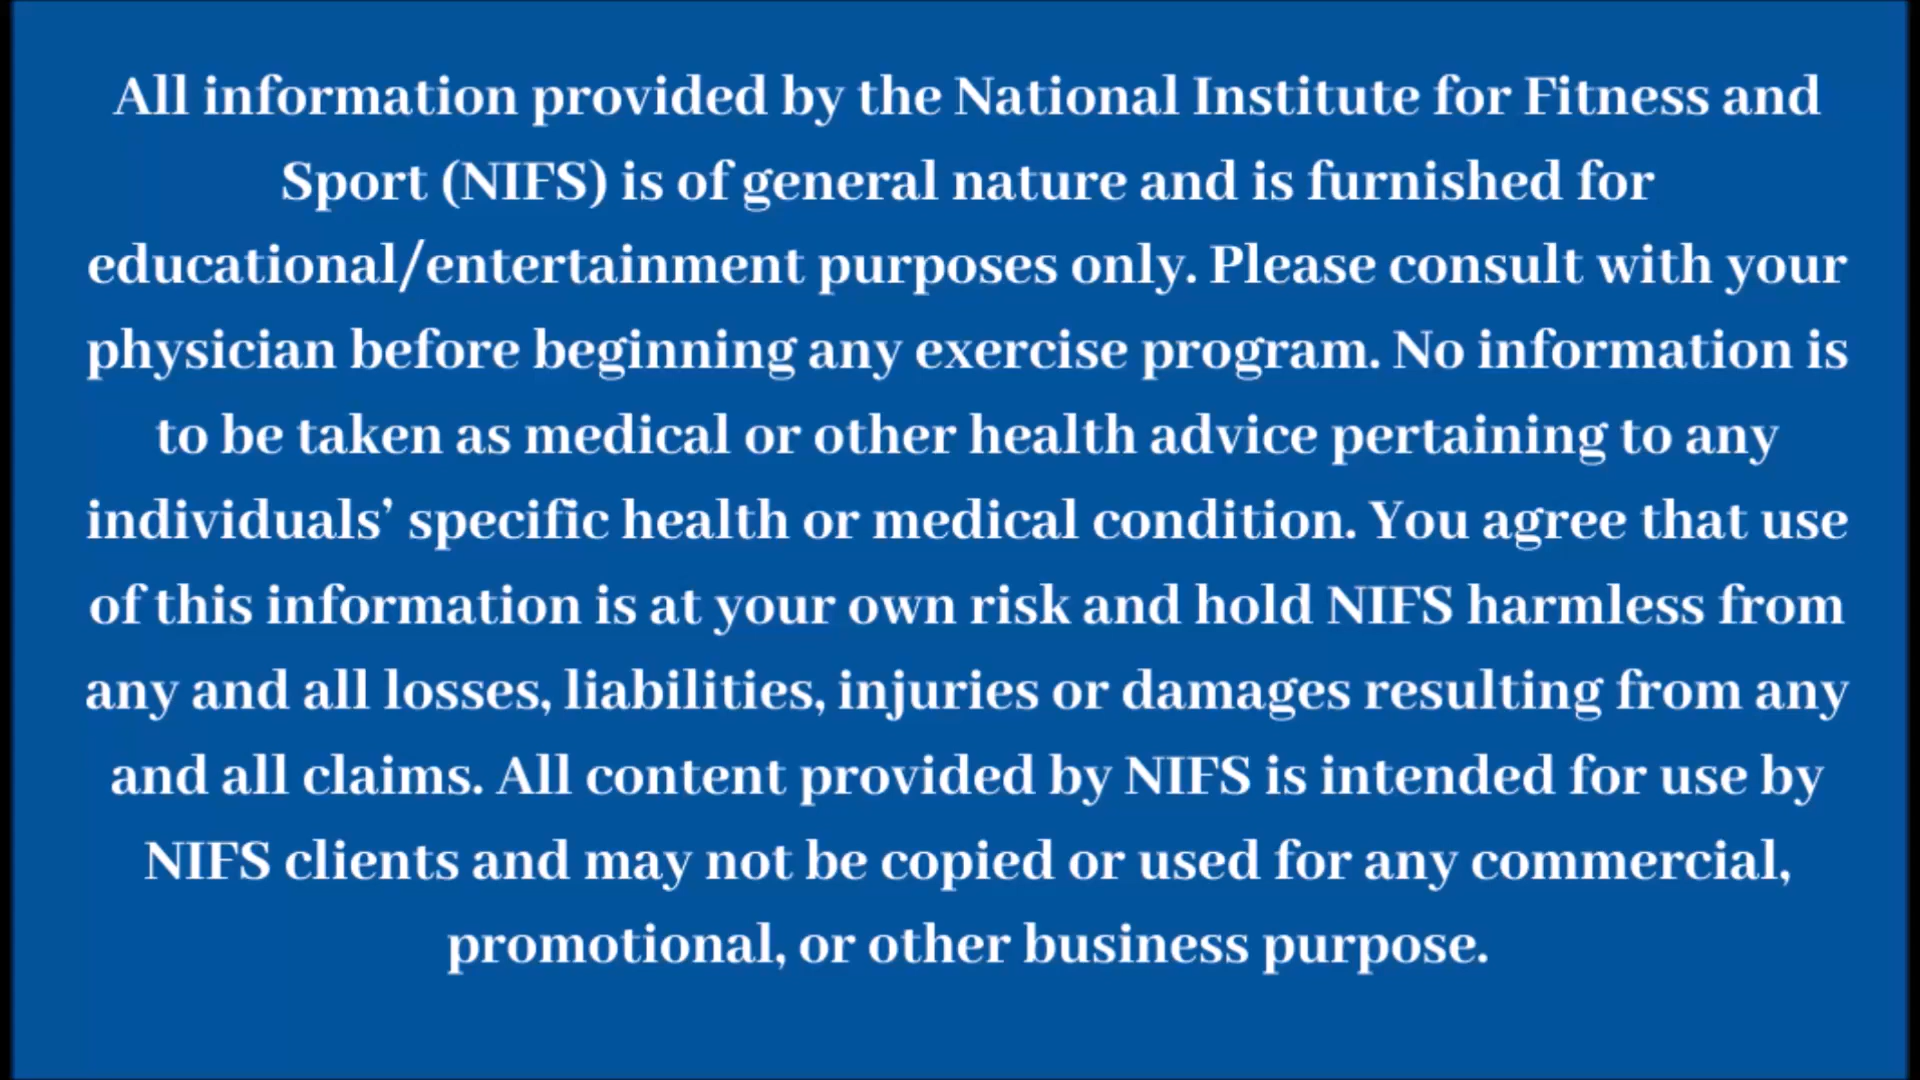 All information provided by the National Institute for Fitness and
Sport (NIFS) is of general nature and is furnished for
educational/entertainment purposes only. Please consult with your
physician before beginning any exercise program. No information is
to be taken as medical or other health advice pertaining to any
individuals’ specific health or medical condition. You agree that use
of this information is at your own risk and hold NIFS harmless from
any and all losses, liabilities, injuries or damages resulting from any
and all claims. All content provided by NIFS is intended for use by
NIFS clients and may not be copied or used for any commercial,
promotional, or other business purpose.